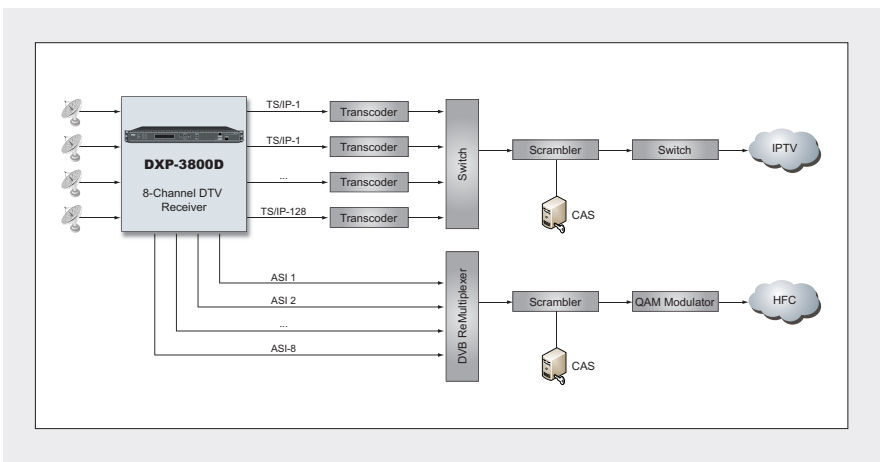 TS/IP-1
Transcoder
TS/IP-1
Transcoder
...
Transcoder
TS/IP-128
Transcoder
DXP-3800D
8-Channel DTV
Receiver
Switch
Scrambler
Switch
IPTV
CAS
ASI 1
ASI 2
...
ASI-8
DVB ReMultiplexer
Scrambler
QAM Modulator
HFC
CAS